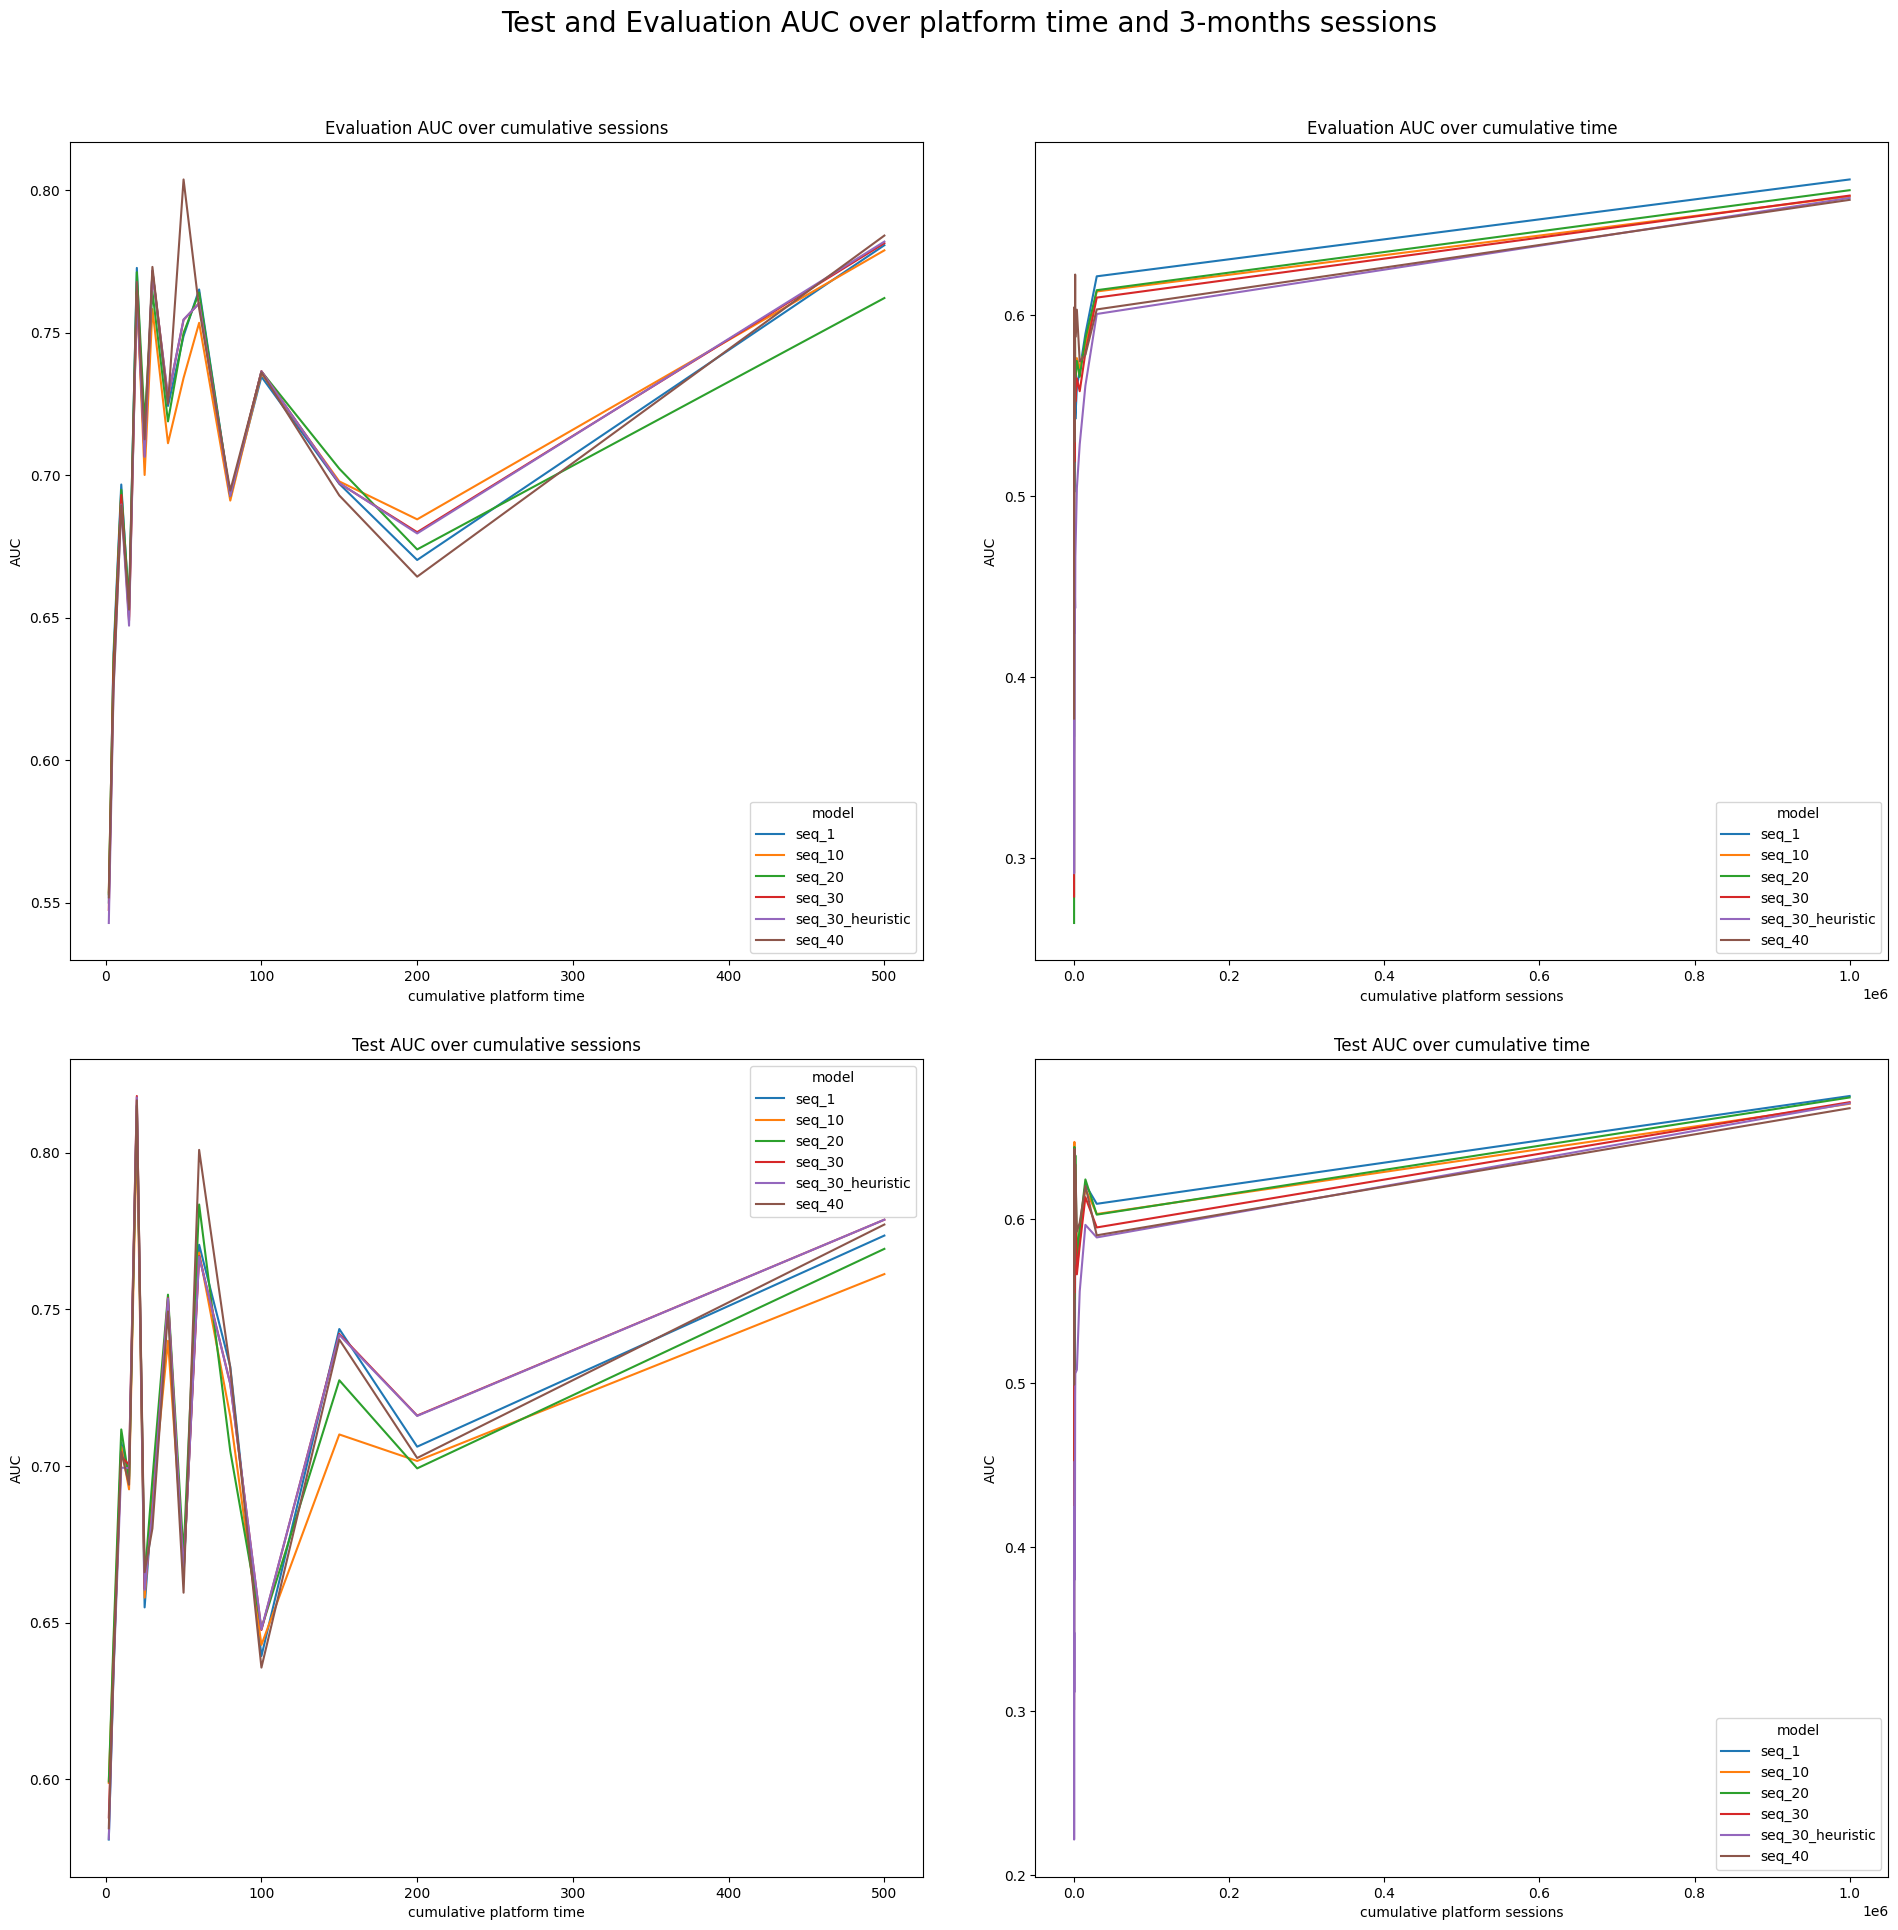 Test and Evaluation AUC over platform time and 3-months sessions
Evaluation AUC over cumulative sessions
AUC
0.80
0.75
0.70
0.65
0.60
0.55
0
100
200
300
400
500
cumulative platform time
model
seq_1
seq_10
seq_20
seq_30
seq_30_heuristic
seq_40
Evaluation AUC over cumulative time
AUC
0.6
0.5
0.4
0.3
0.0
0.2
0.4
0.6
0.8
1.0
1e6
cumulative platform sessions
model
seq_1
seq_10
seq_20
seq_30
seq_30_heuristic
seq_40
Test AUC over cumulative sessions
AUC
0.80
0.75
0.70
0.65
0.60
0
100
200
300
400
500
cumulative platform time
model
seq_1
seq_10
seq_20
seq_30
seq_30_heuristic
seq_40
Test AUC over cumulative time
AUC
0.6
0.5
0.4
0.3
0.2
0.0
0.2
0.4
0.6
0.8
1.0
1e6
cumulative platform sessions
model
seq_1
seq_10
seq_20
seq_30
seq_30_heuristic
seq_40